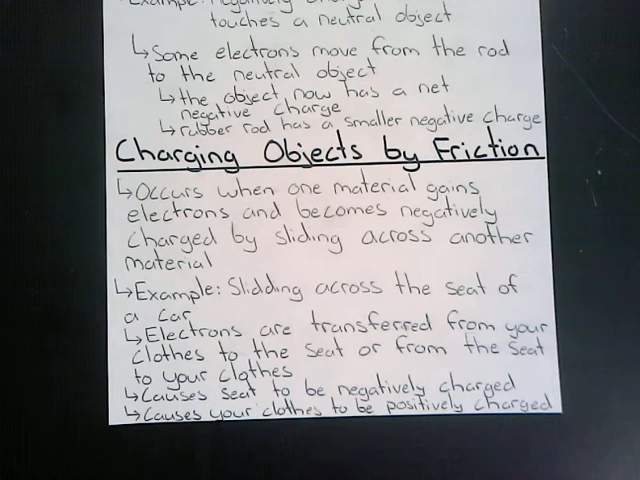 Example: Negatively
touches a neutral object
↳Some electrons move from the rod
to the neutral object
↳the object now has a net
negative charge
↳rubber rod has a smaller negative charge
Charging Objects by Friction
↳Occurs when one material gains
electrons and becomes negatively
charged by sliding across another
material
↳Example: Slidding across the seat of
a car
↳Electrons are transferred from your
clothes to the seat or from the seat
to your clothes
↳Causes seat to be negatively charged
↳Causes your clothes to be positively charged